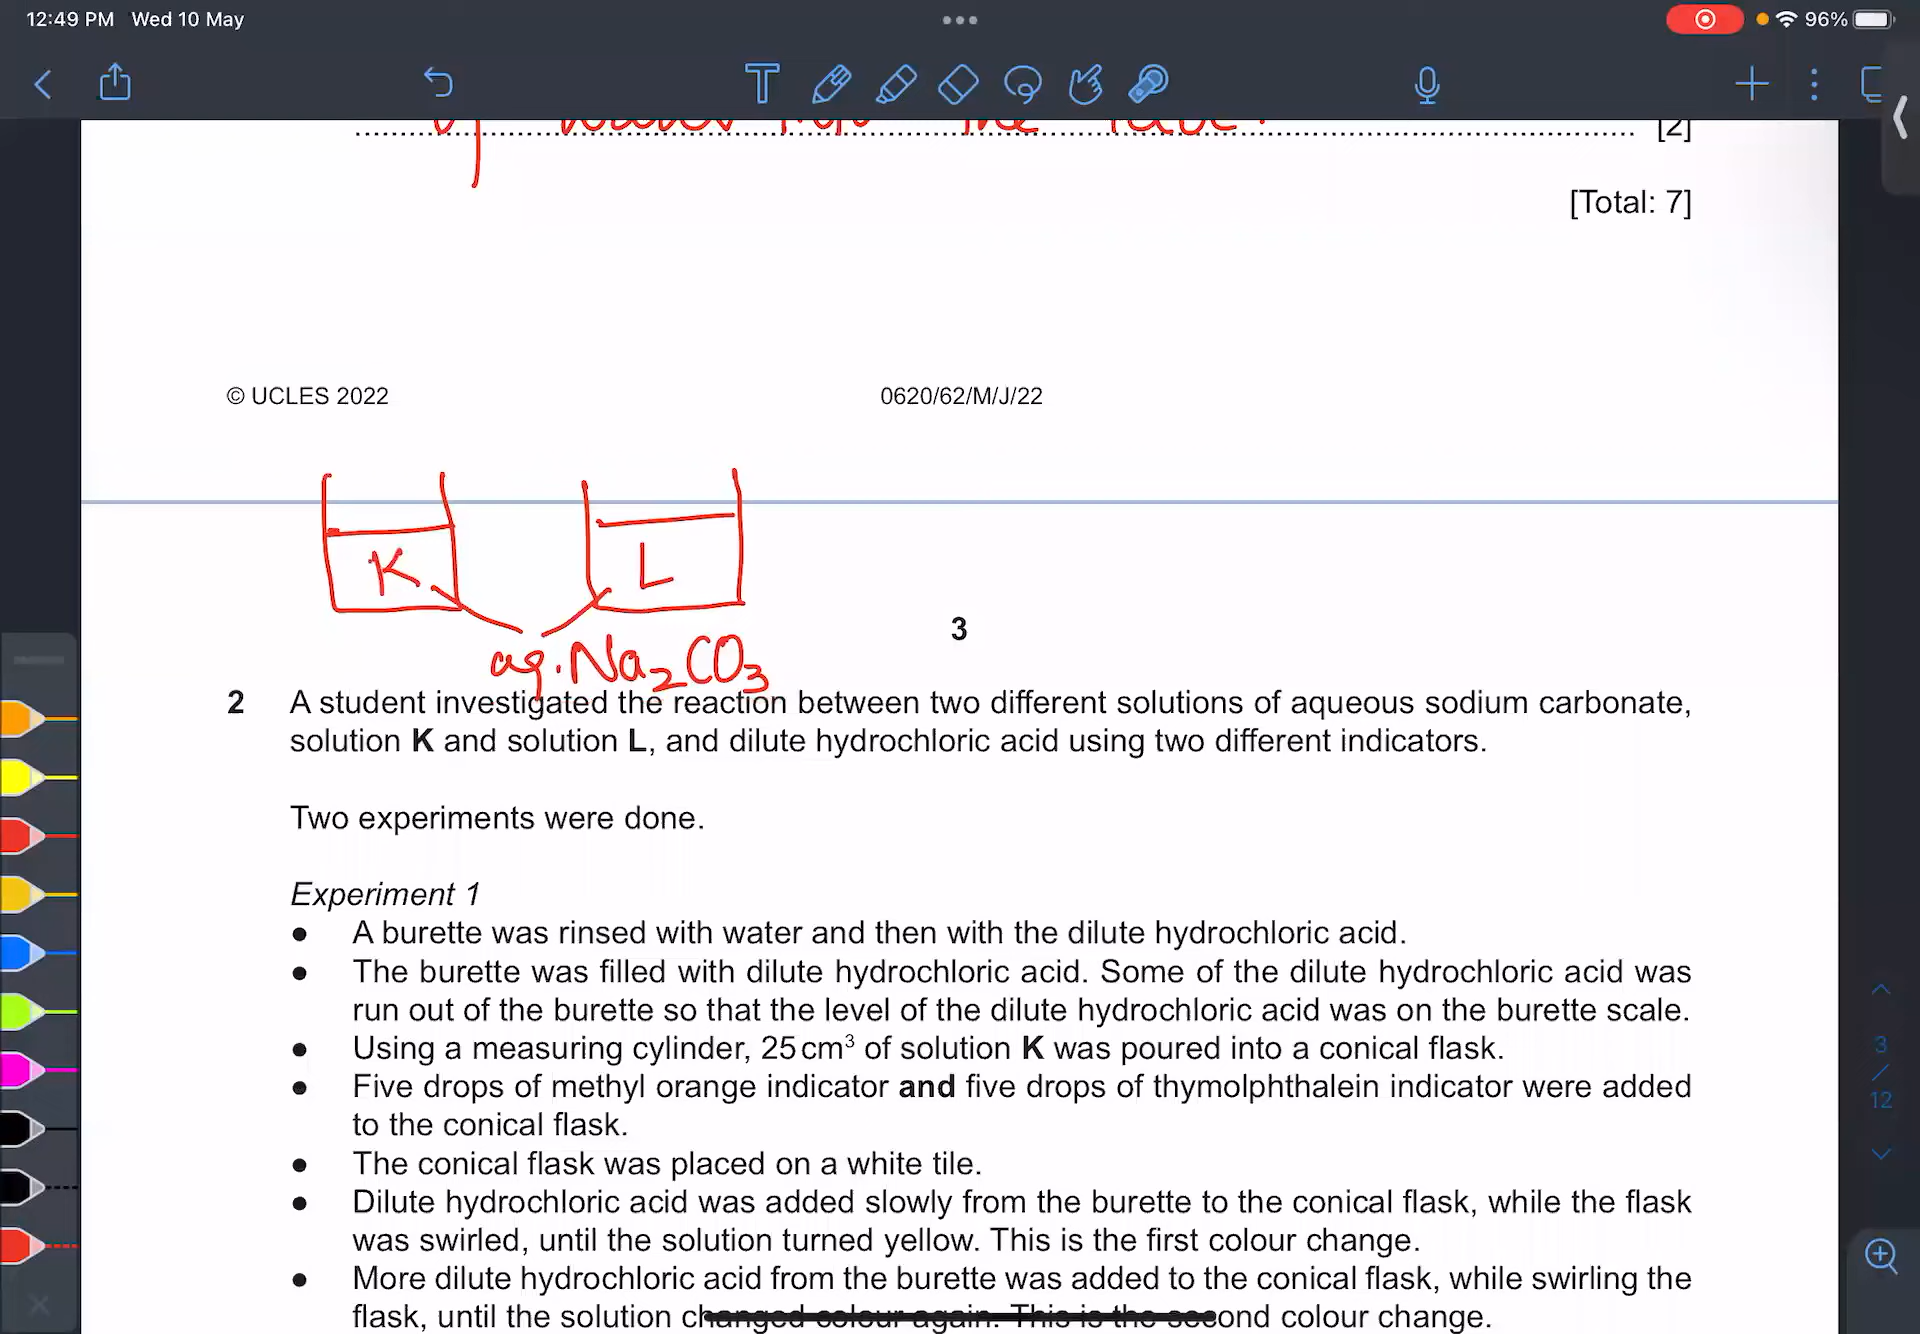 12:49 PM Wed 10 May
96%
[2]
[Total: 7]
© UCLES 2022
0620/62/M/J/22
K
L
aq. Na₂CO₃
3
2 A student investigated the reaction between two different solutions of aqueous sodium carbonate,
solution K and solution L, and dilute hydrochloric acid using two different indicators.
Two experiments were done.
Experiment 1
● A burette was rinsed with water and then with the dilute hydrochloric acid.
● The burette was filled with dilute hydrochloric acid. Some of the dilute hydrochloric acid was
run out of the burette so that the level of the dilute hydrochloric acid was on the burette scale.
● Using a measuring cylinder, 25 cm³ of solution K was poured into a conical flask.
● Five drops of methyl orange indicator and five drops of thymolphthalein indicator were added
to the conical flask.
● The conical flask was placed on a white tile.
● Dilute hydrochloric acid was added slowly from the burette to the conical flask, while the flask
was swirled, until the solution turned yellow. This is the first colour change.
● More dilute hydrochloric acid from the burette was added to the conical flask, while swirling the
flask, until the solution changed colour again. This is the second colour change.
3
/
12